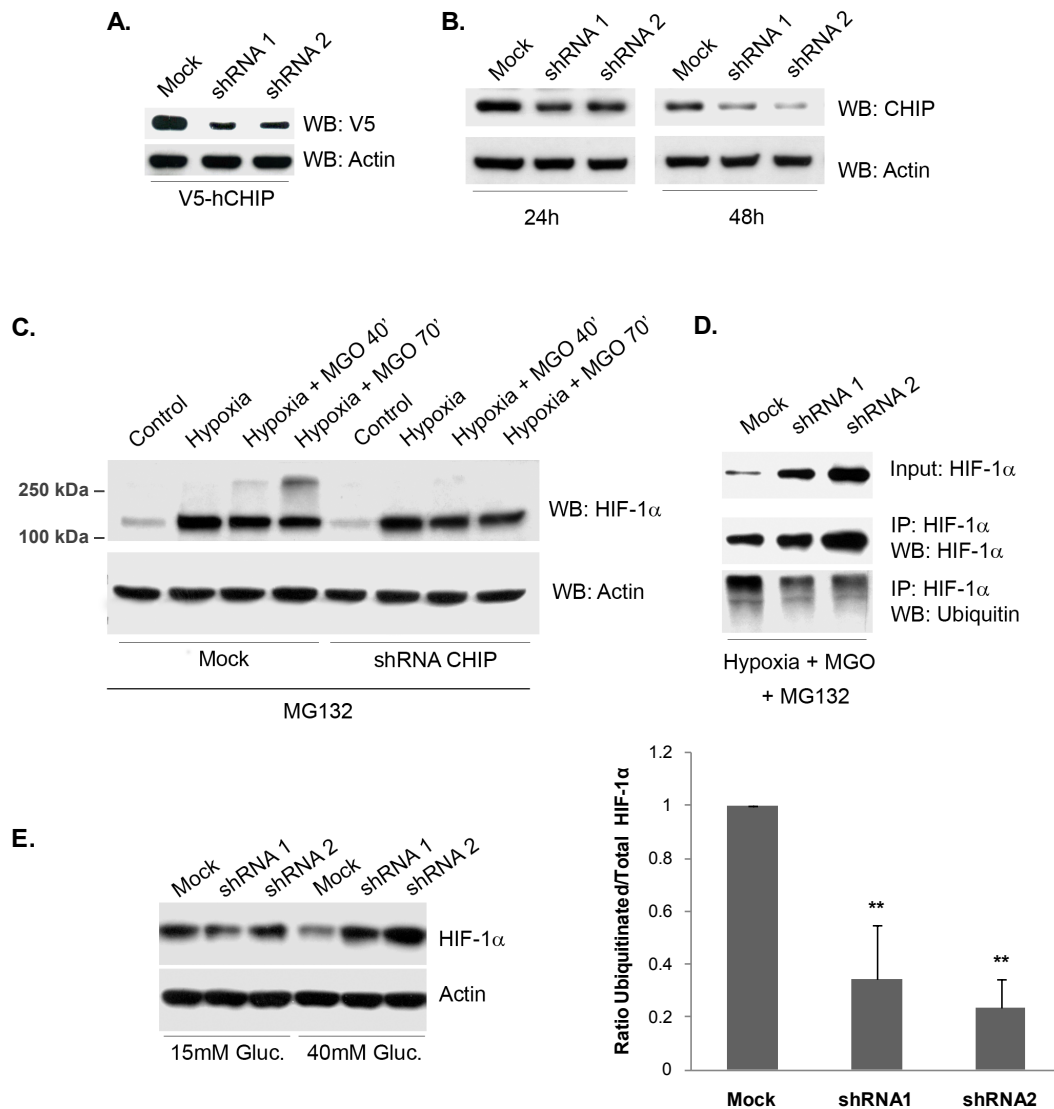 A.
Mock
shRNA 1
shRNA 2
WB: V5
WB: Actin
V5-hCHIP
B.
Mock
shRNA 1
shRNA 2
Mock
shRNA 1
shRNA 2
WB: CHIP
WB: Actin
24h
48h
C.
Control
Hypoxia
Hypoxia + MGO 40’
Hypoxia + MGO 70’
Control
Hypoxia
Hypoxia + MGO 40’
Hypoxia + MGO 70’
250 kDa
100 kDa
WB: HIF-1α
WB: Actin
Mock
shRNA CHIP
MG132
D.
Mock
shRNA 1
shRNA 2
Input: HIF-1α
IP: HIF-1α
WB: HIF-1α
IP: HIF-1α
WB: Ubiquitin
Hypoxia + MGO
+ MG132
Ratio Ubiquitinated/Total HIF-1α
1.2
1
0.8
0.6
0.4
0.2
0
**
**
Mock
shRNA1
shRNA2
E.
Mock
shRNA 1
shRNA 2
Mock
shRNA 1
shRNA 2
HIF-1α
Actin
15mM Gluc.
40mM Gluc.